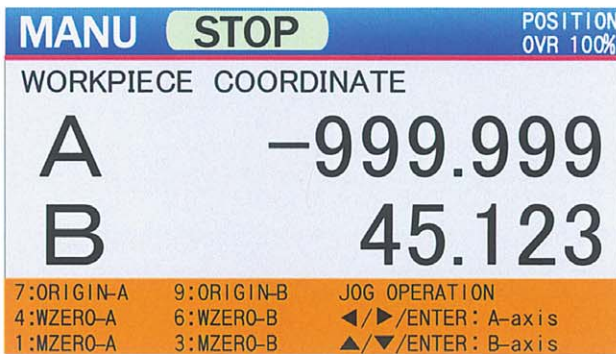 MANU STOP POSITION
OVR 100%
WORKPIECE COORDINATE
A -999.999
B 45.123
7:ORIGIN-A 9:ORIGIN-B JOG OPERATION
4:WZERO-A 6:WZERO-B ◀/▶/ENTER: A-axis
1:MZERO-A 3:MZERO-B ▲/▼/ENTER: B-axis